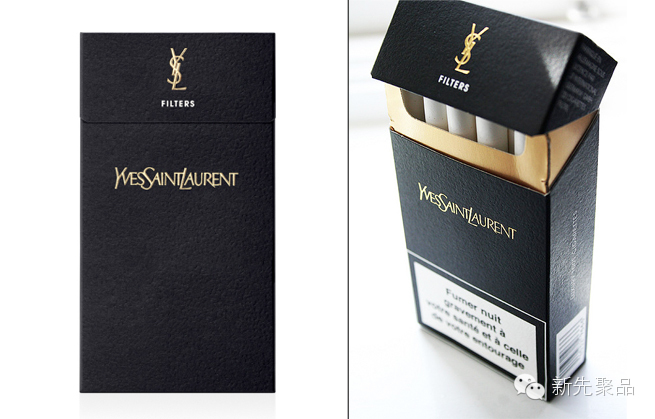 YSL
FILTERS
YVESSAINTLAURENT
YSL
FILTERS
YVESSAINTLAURENT
Fumer nuit
gravement à
votre santé et à celle
de votre entourage
新先聚品